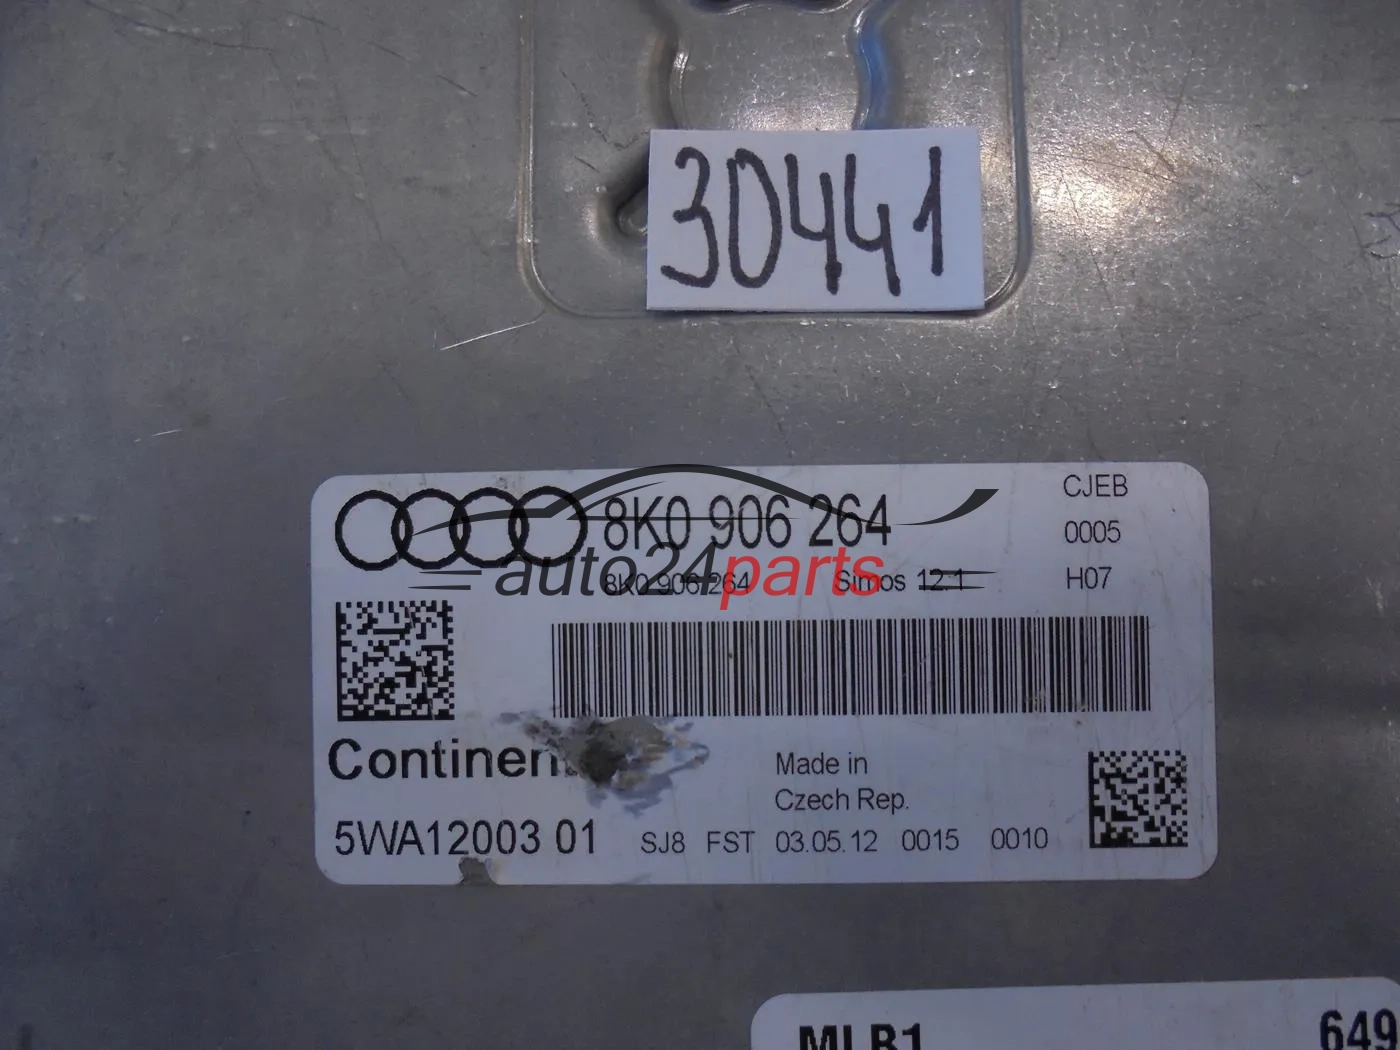 30441
8K0 906 264
CJEB
0005
auto24parts
8K0 906 264 Simos 12.1 H07
Made in
Czech Rep.
5WA12003 01 SJ8 FST 03.05.12 0015 0010
MLB1 649